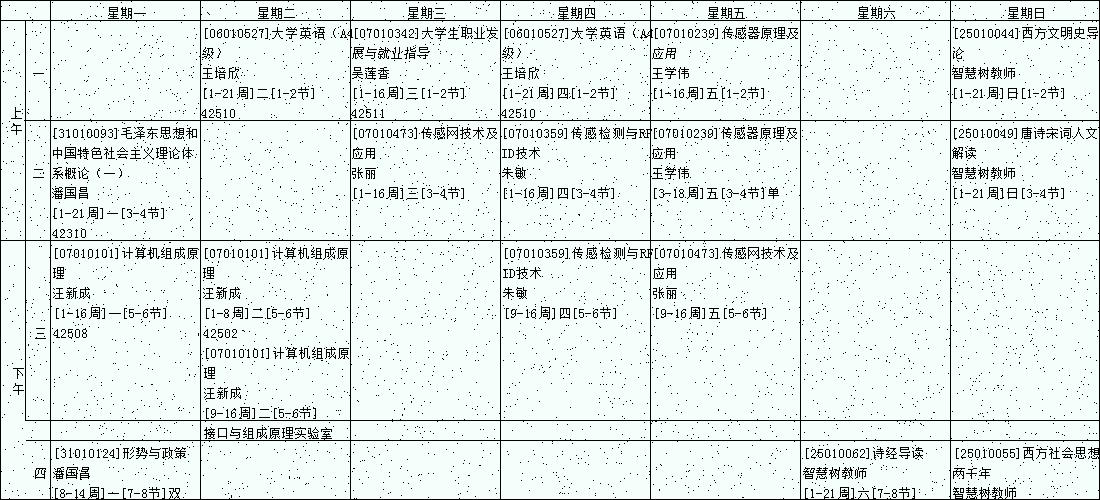 星期一 星期二 星期三 星期四 星期五 星期六 星期日
上午
一
[06010527]大学英语（A4
级）
王培欣
[1-21周]二[1-2节]
42510
[07010342]大学生职业发
展与就业指导
吴莲香
[1-16周]三[1-2节]
42511
[06010527]大学英语（A4
级）
王培欣
[1-21周]四[1-2节]
42510
[07010239]传感器原理及
应用
王学伟
[1-16周]五[1-2节]
[25010044]西方文明史导
论
智慧树教师
[1-21周]日[1-2节]
二
[31010093]毛泽东思想和
中国特色社会主义理论体
系概论（一）
潘国昌
[1-21周]一[3-4节]
42310
[07010473]传感网技术及
应用
张丽
[1-16周]三[3-4节]
[07010359]传感检测与RF
ID技术
朱敏
[1-16周]四[3-4节]
[07010239]传感器原理及
应用
王学伟
[3-18周]五[3-4节]单
[25010049]唐诗宋词人文
解读
智慧树教师
[1-21周]日[3-4节]
下午
三
[07010101]计算机组成原
理
汪新成
[1-16周]一[5-6节]
42508
[07010101]计算机组成原
理
汪新成
[1-8周]二[5-6节]
42502
[07010101]计算机组成原
理
汪新成
[9-16周]二[5-6节]
接口与组成原理实验室
[07010359]传感检测与RF
ID技术
朱敏
[9-16周]四[5-6节]
[07010473]传感网技术及
应用
张丽
[9-16周]五[5-6节]
四
[31010124]形势与政策
潘国昌
[8-14周]一[7-8节]双
[25010062]诗经导读
智慧树教师
[1-21周]六[7-8节]
[25010055]西方社会思想
两千年
智慧树教师